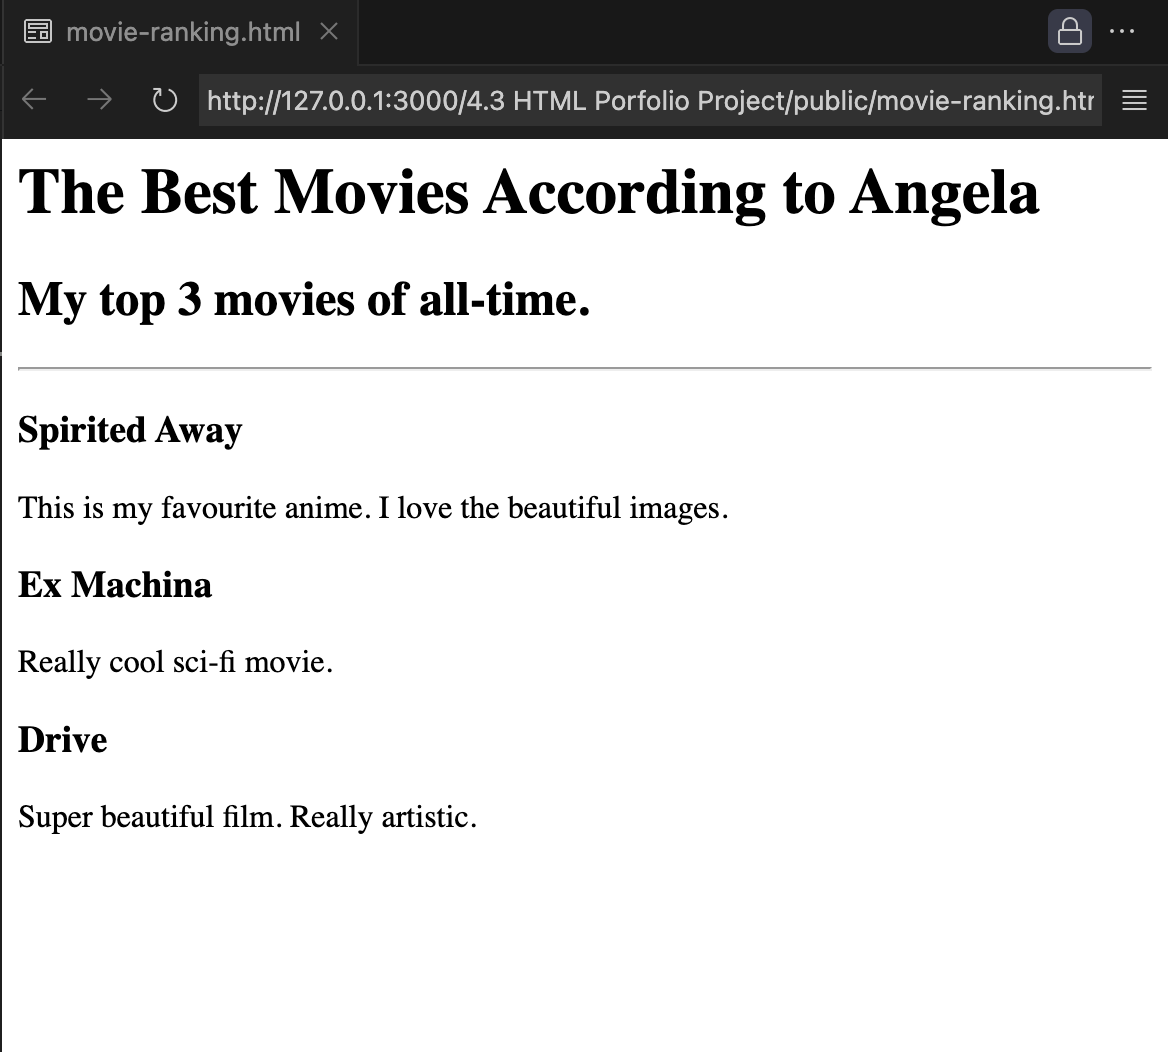 movie-ranking.html
http://127.0.0.1:3000/4.3 HTML Porfolio Project/public/movie-ranking.htr
The Best Movies According to Angela
My top 3 movies of all-time.
Spirited Away
This is my favourite anime. I love the beautiful images.
Ex Machina
Really cool sci-fi movie.
Drive
Super beautiful film. Really artistic.